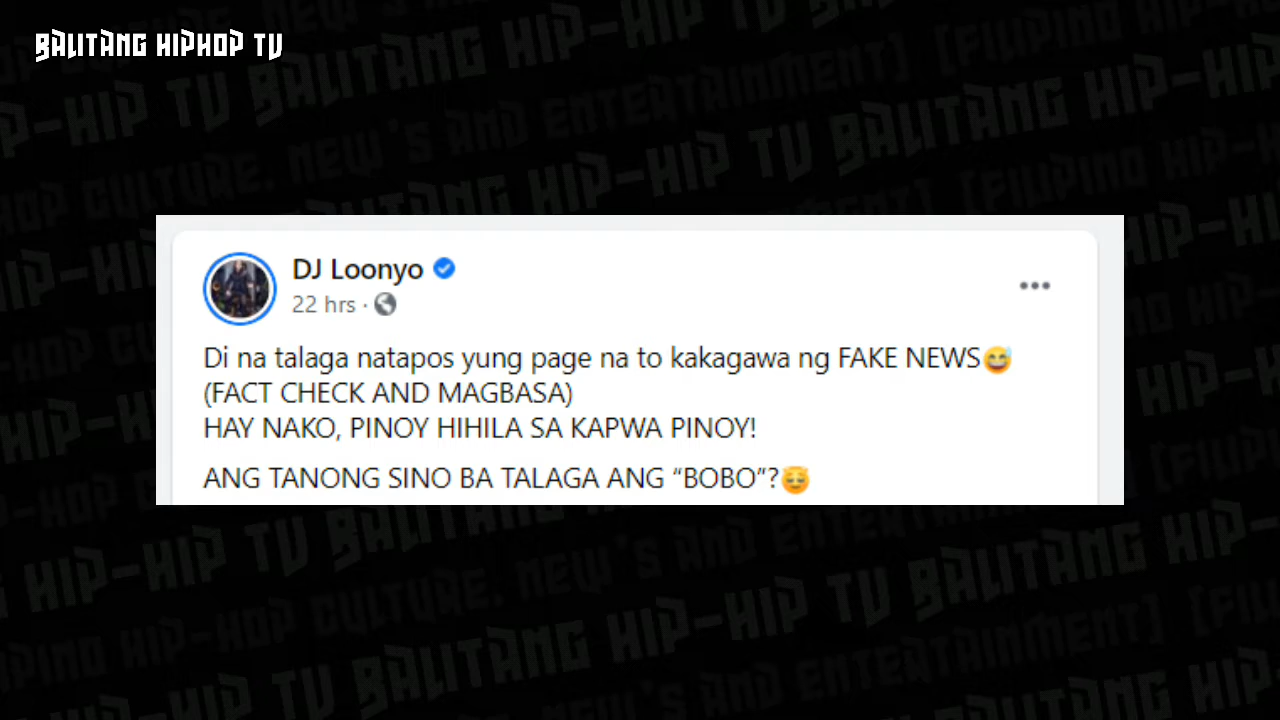 BALITANG HIPHOP TV
DJ Loonyo
22 hrs ·
Di na talaga natapos yung page na to kakagawa ng FAKE NEWS😅
(FACT CHECK AND MAGBASA)
HAY NAKO, PINOY HIHILA SA KAPWA PINOY!
ANG TANONG SINO BA TALAGA ANG “BOBO”?😌